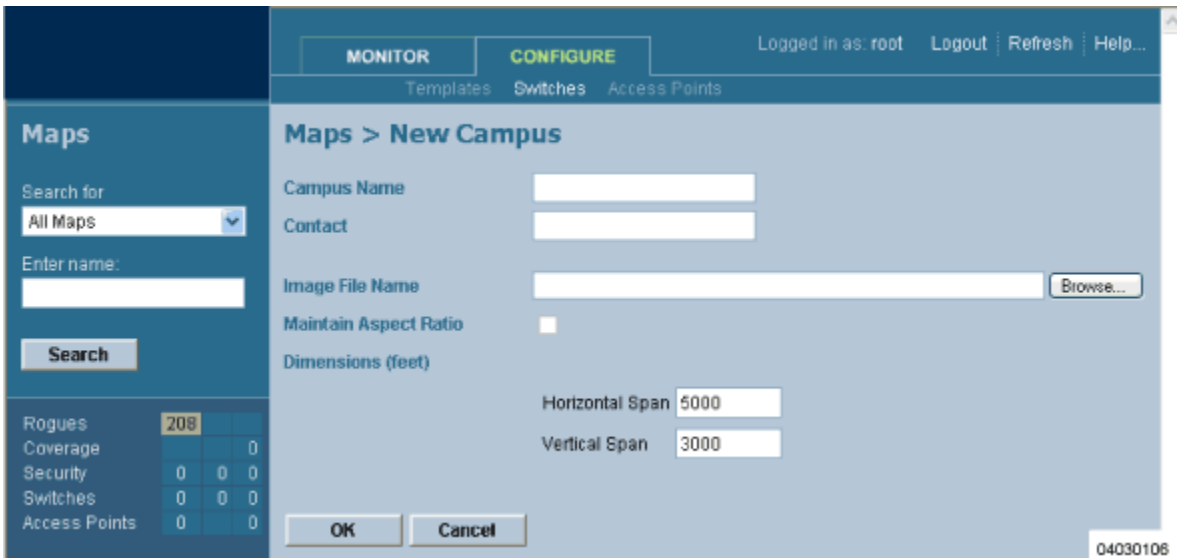 MONITOR CONFIGURE Logged in as: root Logout Refresh Help...
Templates Switches Access Points
Maps
Search for
All Maps
Enter name:
Search
Rogues 208
Coverage 0
Security 0 0 0
Switches 0 0 0
Access Points 0 0
Maps > New Campus
Campus Name
Contact
Image File Name Browse...
Maintain Aspect Ratio
Dimensions (feet)
Horizontal Span 5000
Vertical Span 3000
OK Cancel
04030106